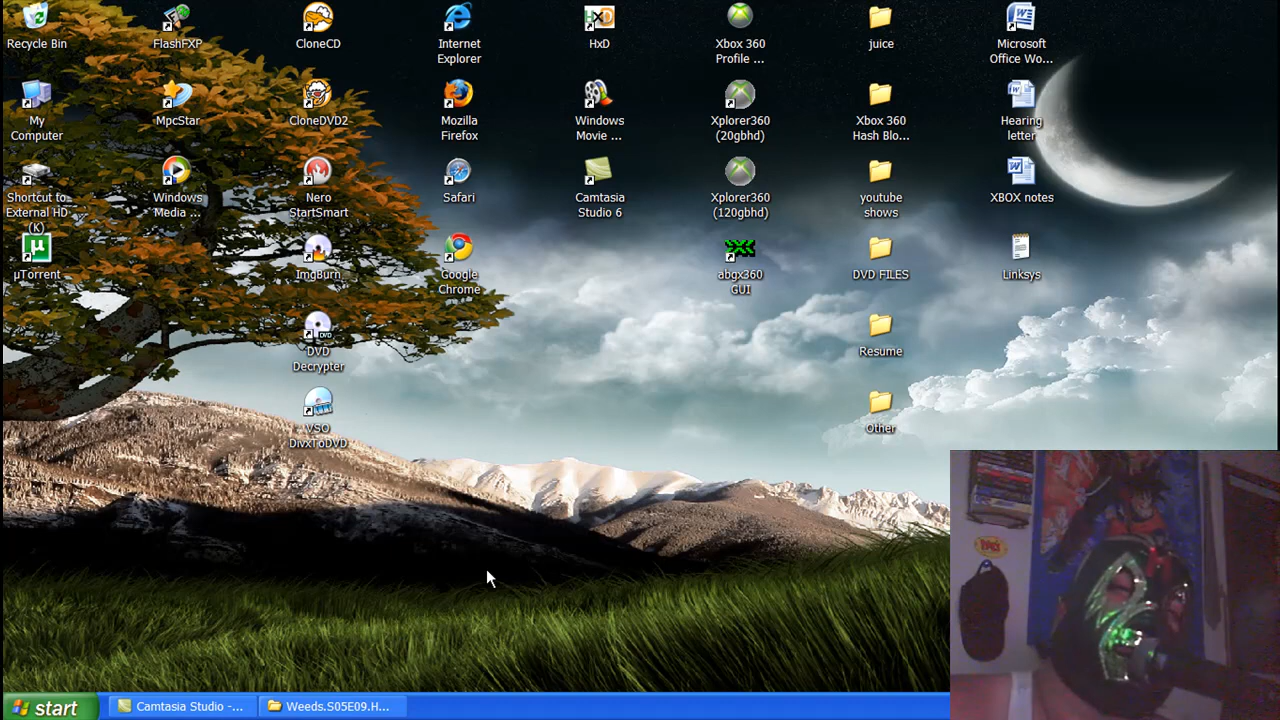 Recycle Bin
FlashFXP
CloneCD
Internet
Explorer
HxD
Xbox 360
Profile ...
juice
Microsoft
Office Wo...
My
Computer
MpcStar
CloneDVD2
Mozilla
Firefox
Windows
Movie ...
Xplorer360
(20gbhd)
Xbox 360
Hash Blo...
Hearing
letter
Shortcut to
External HD
(K)
Windows
Media ...
Nero
StartSmart
Safari
Camtasia
Studio 6
Xplorer360
(120gbhd)
youtube
shows
XBOX notes
µTorrent
ImgBurn
Google
Chrome
abgx360
GUI
DVD FILES
Linksys
DVD
Decrypter
Resume
VSO
DivxToDVD
Other
start
Camtasia Studio -...
Weeds.S05E09.H...